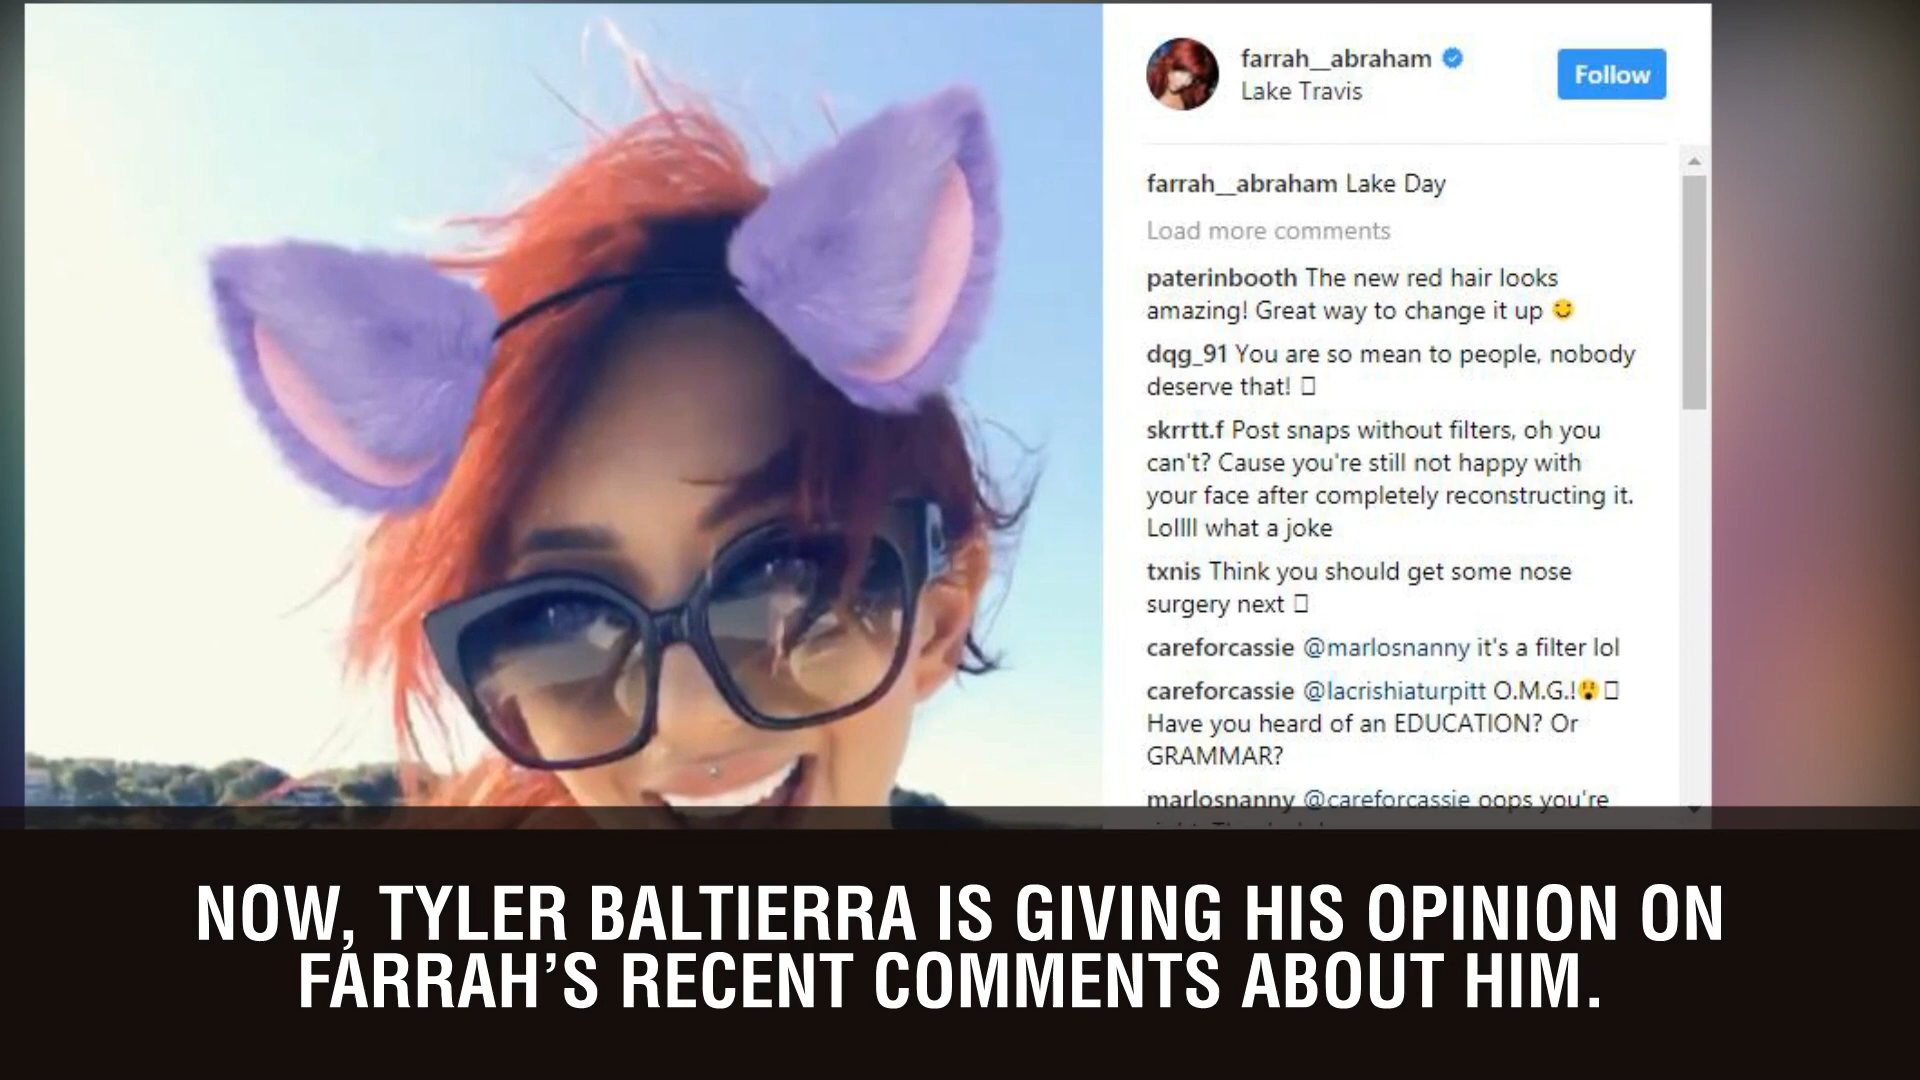 farrah__abraham
Lake Travis
Follow
farrah__abraham Lake Day
Load more comments
paterinbooth The new red hair looks
amazing! Great way to change it up 😊
dqg_91 You are so mean to people, nobody
deserve that! 
skrrtt.f Post snaps without filters, oh you
can't? Cause you're still not happy with
your face after completely reconstructing it.
Lollll what a joke
txnis Think you should get some nose
surgery next 
careforcassie @marlosnanny it's a filter lol
careforcassie @lacrishiaturpitt O.M.G.!😲
Have you heard of an EDUCATION? Or
GRAMMAR?
marlosnanny @careforcassie oops you're
NOW, TYLER BALTIERRA IS GIVING HIS OPINION ON
FARRAH'S RECENT COMMENTS ABOUT HIM.